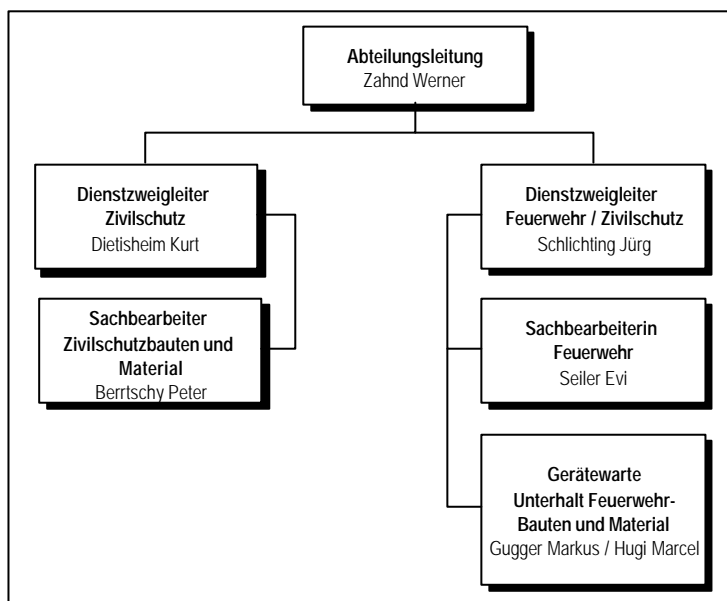 Abteilungsleitung
Zahnd Werner
Dienstzweigleiter
Zivilschutz
Dietisheim Kurt
Dienstzweigleiter
Feuerwehr / Zivilschutz
Schlichting Jürg
Sachbearbeiter
Zivilschutzbauten und
Material
Berrtschy Peter
Sachbearbeiterin
Feuerwehr
Seiler Evi
Gerätewarte
Unterhalt Feuerwehr-
Bauten und Material
Gugger Markus / Hugi Marcel